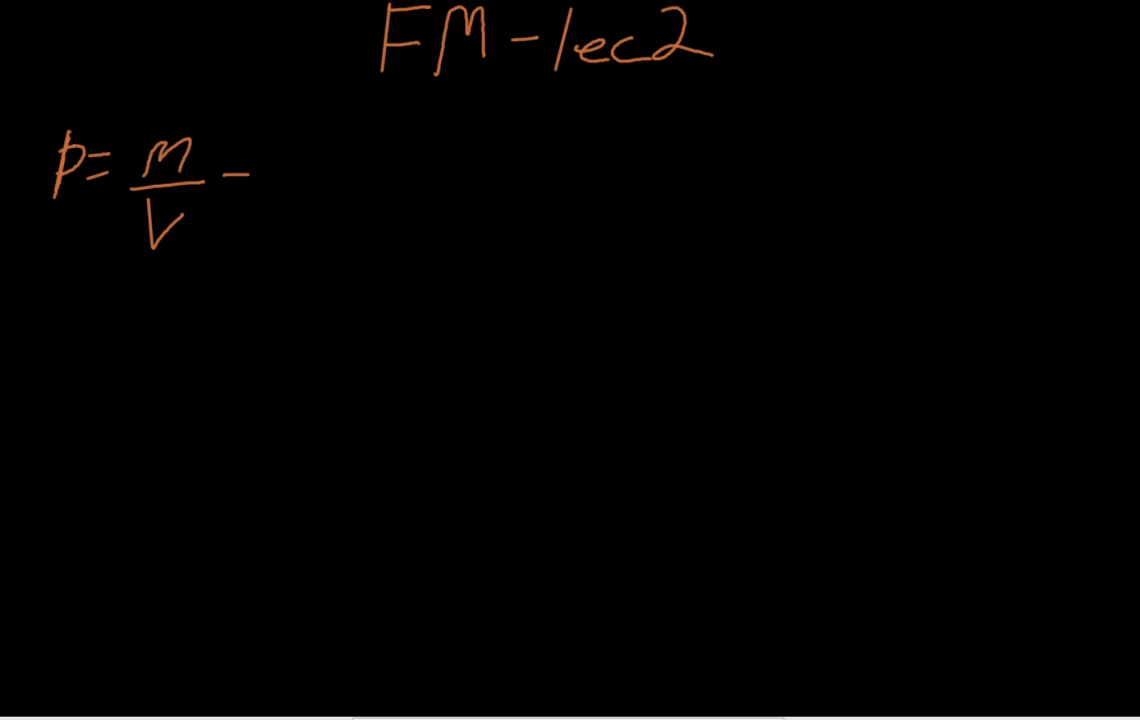 FM - lec2
ρ = m/V -